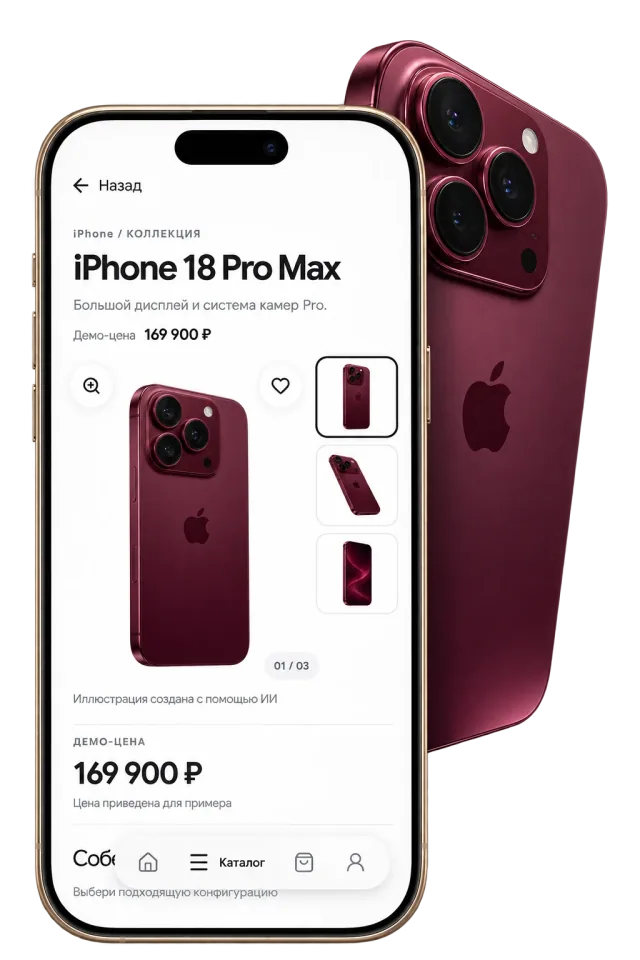 Назад
iPhone / КОЛЛЕКЦИЯ
iPhone 18 Pro Max
Большой дисплей и система камер Pro.
Демо-цена 169 900 ₽
01 / 03
Иллюстрация создана с помощью ИИ
ДЕМО-ЦЕНА
169 900 ₽
Цена приведена для примера
Каталог
Выбери подходящую конфигурацию